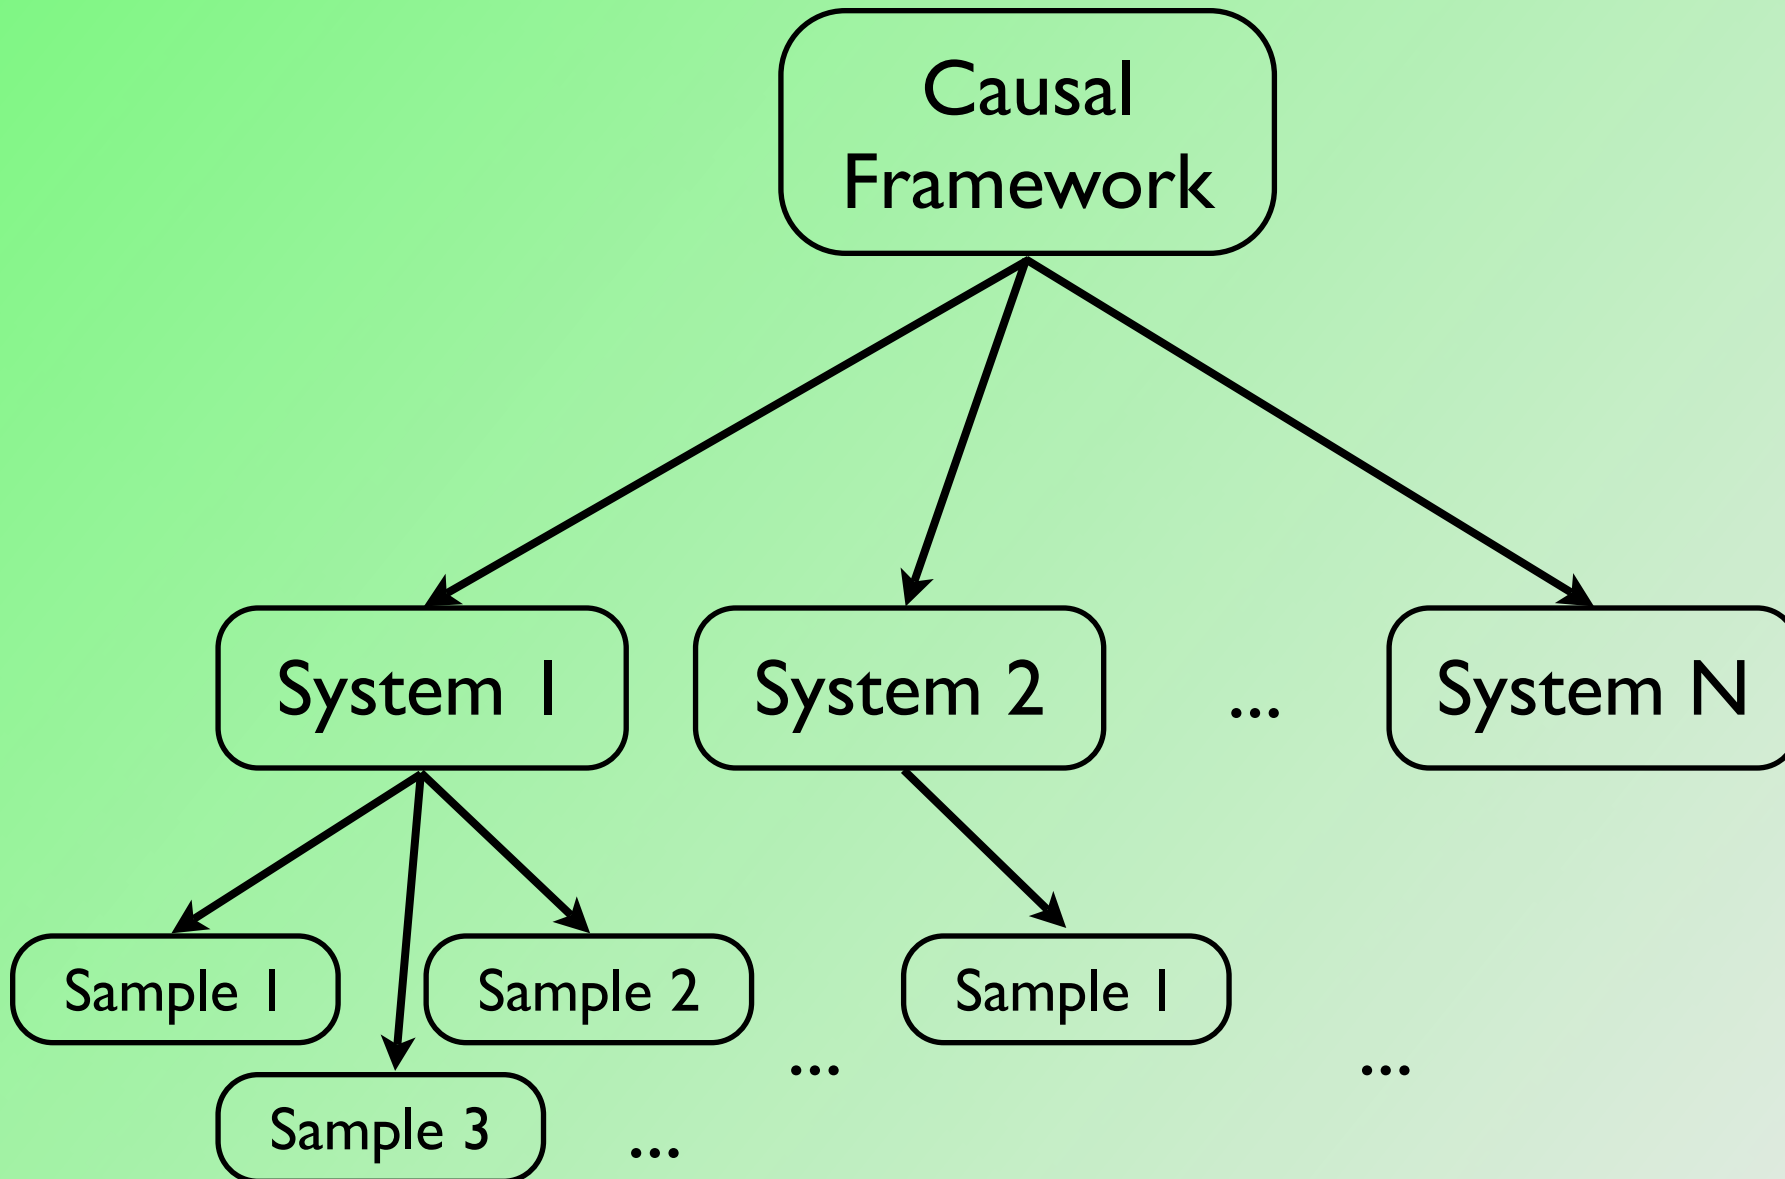 Causal
Framework
System 1
System 2
...
System N
Sample 1
Sample 2
Sample 1
...
...
Sample 3
...